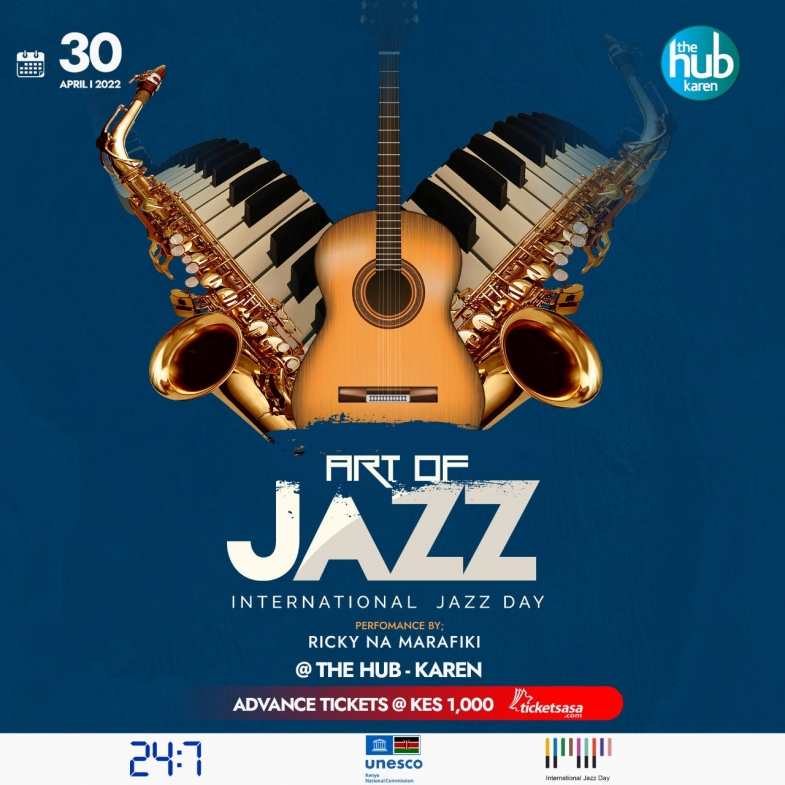 30
APRIL | 2022
the
hub
karen
ART OF
JAZZ
INTERNATIONAL JAZZ DAY
PERFOMANCE BY;
RICKY NA MARAFIKI
@ THE HUB - KAREN
ADVANCE TICKETS @ KES 1,000
ticketsasa
.com
24:7
unesco
Kenya
National Commission
International Jazz Day